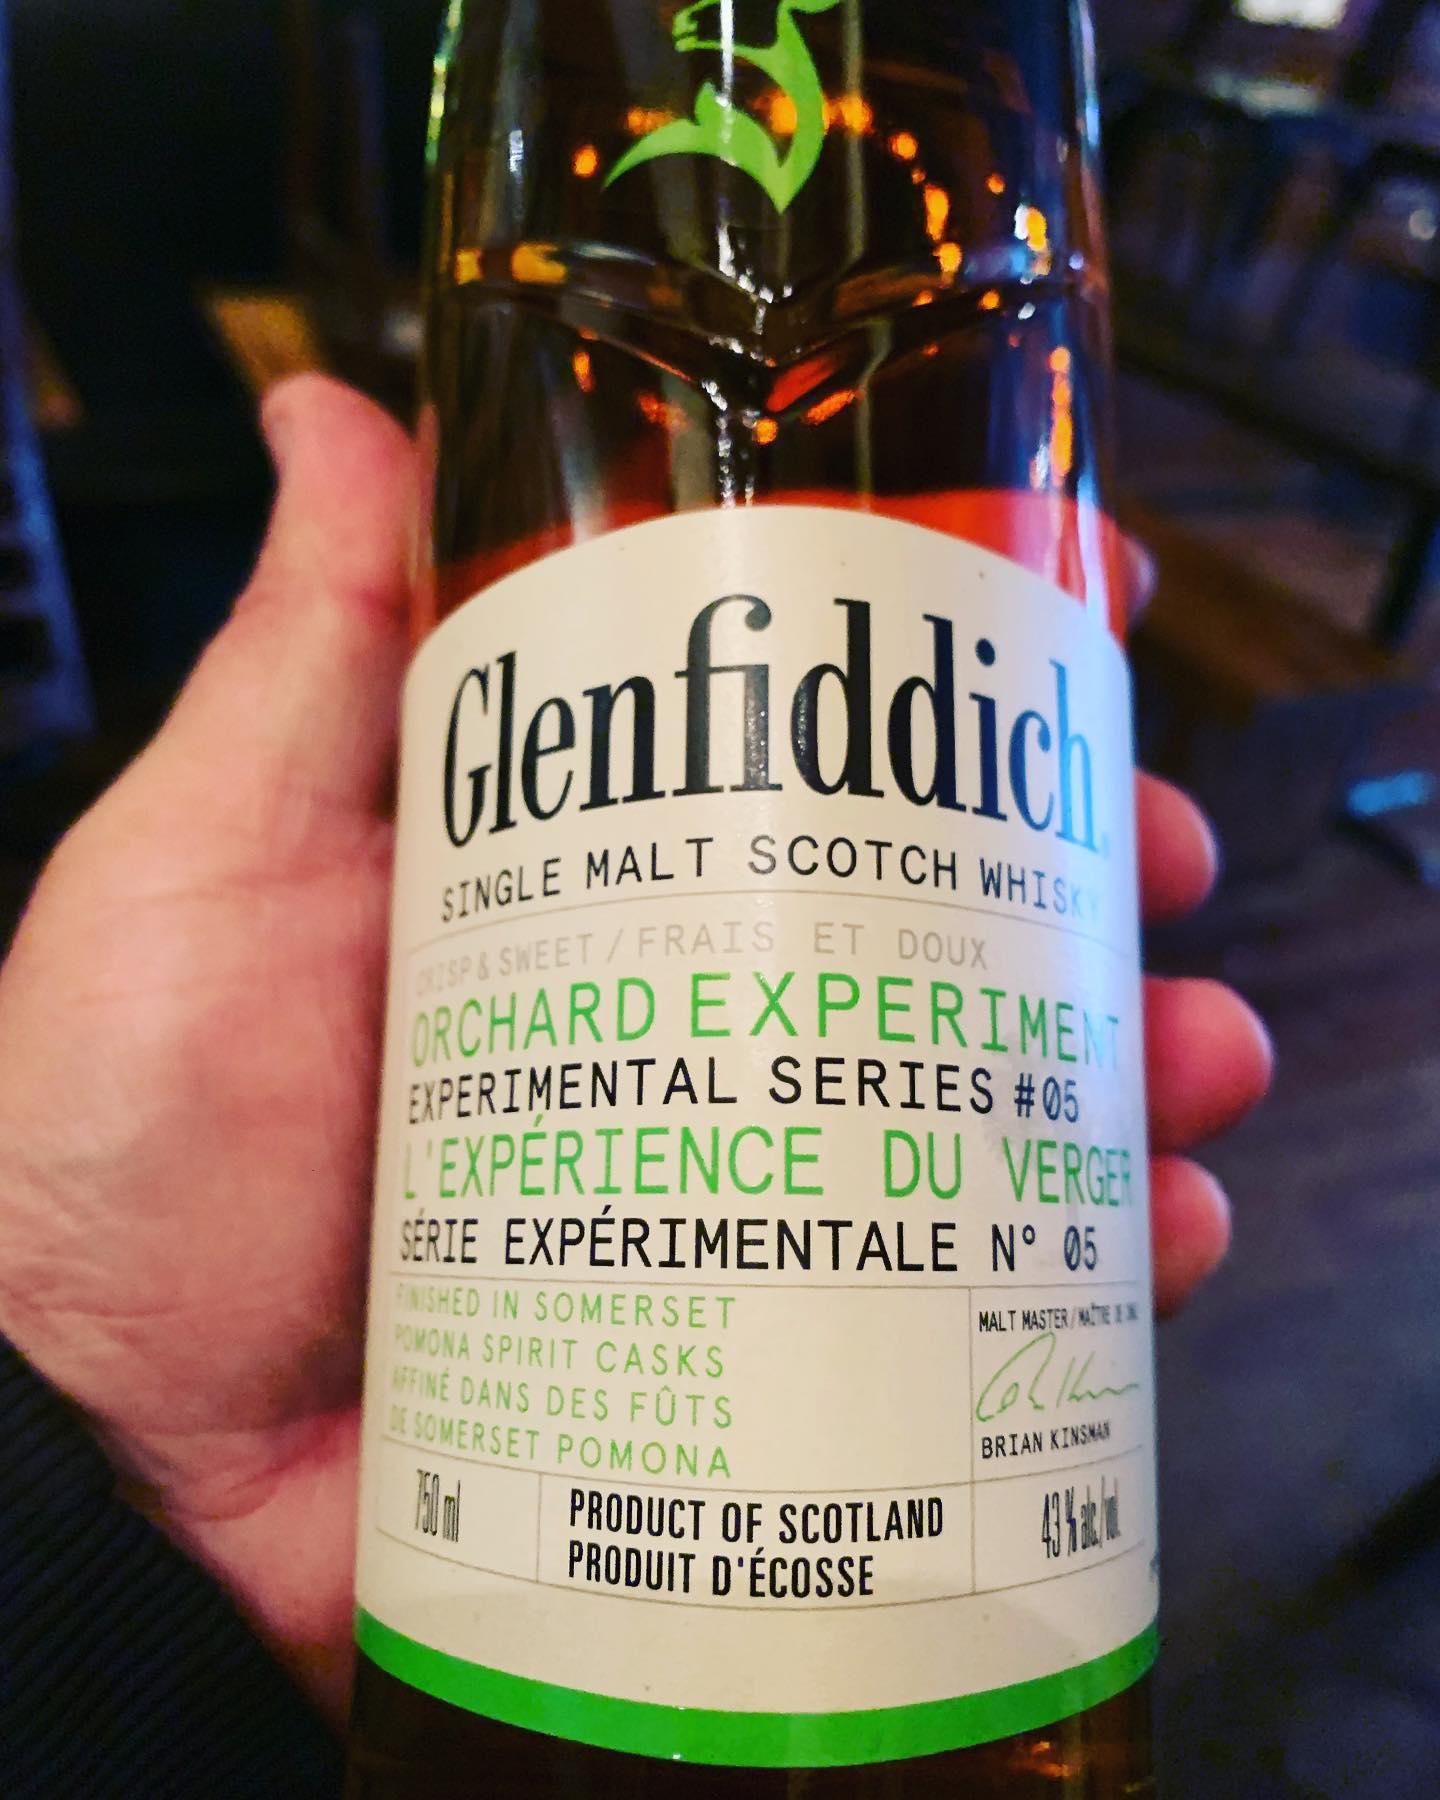 Glenfiddich
SINGLE MALT SCOTCH WHISKY
CRISP & SWEET / FRAIS ET DOUX
ORCHARD EXPERIMENT
EXPERIMENTAL SERIES #05
L'EXPÉRIENCE DU VERGER
SÉRIE EXPÉRIMENTALE N° 05
FINISHED IN SOMERSET
POMONA SPIRIT CASKS
AFFINÉ DANS DES FÛTS
DE SOMERSET POMONA
MALT MASTER / MAÎTRE DE
BRIAN KINSMAN
750 ml
PRODUCT OF SCOTLAND
PRODUIT D'ÉCOSSE
43 % alc./vol.